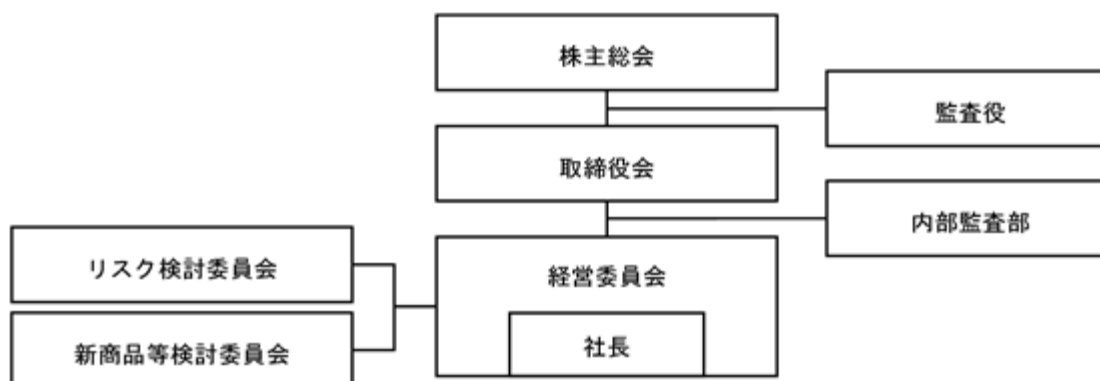 株主総会
監査役
取締役会
内部監査部
リスク検討委員会
経営委員会
新商品等検討委員会
社長